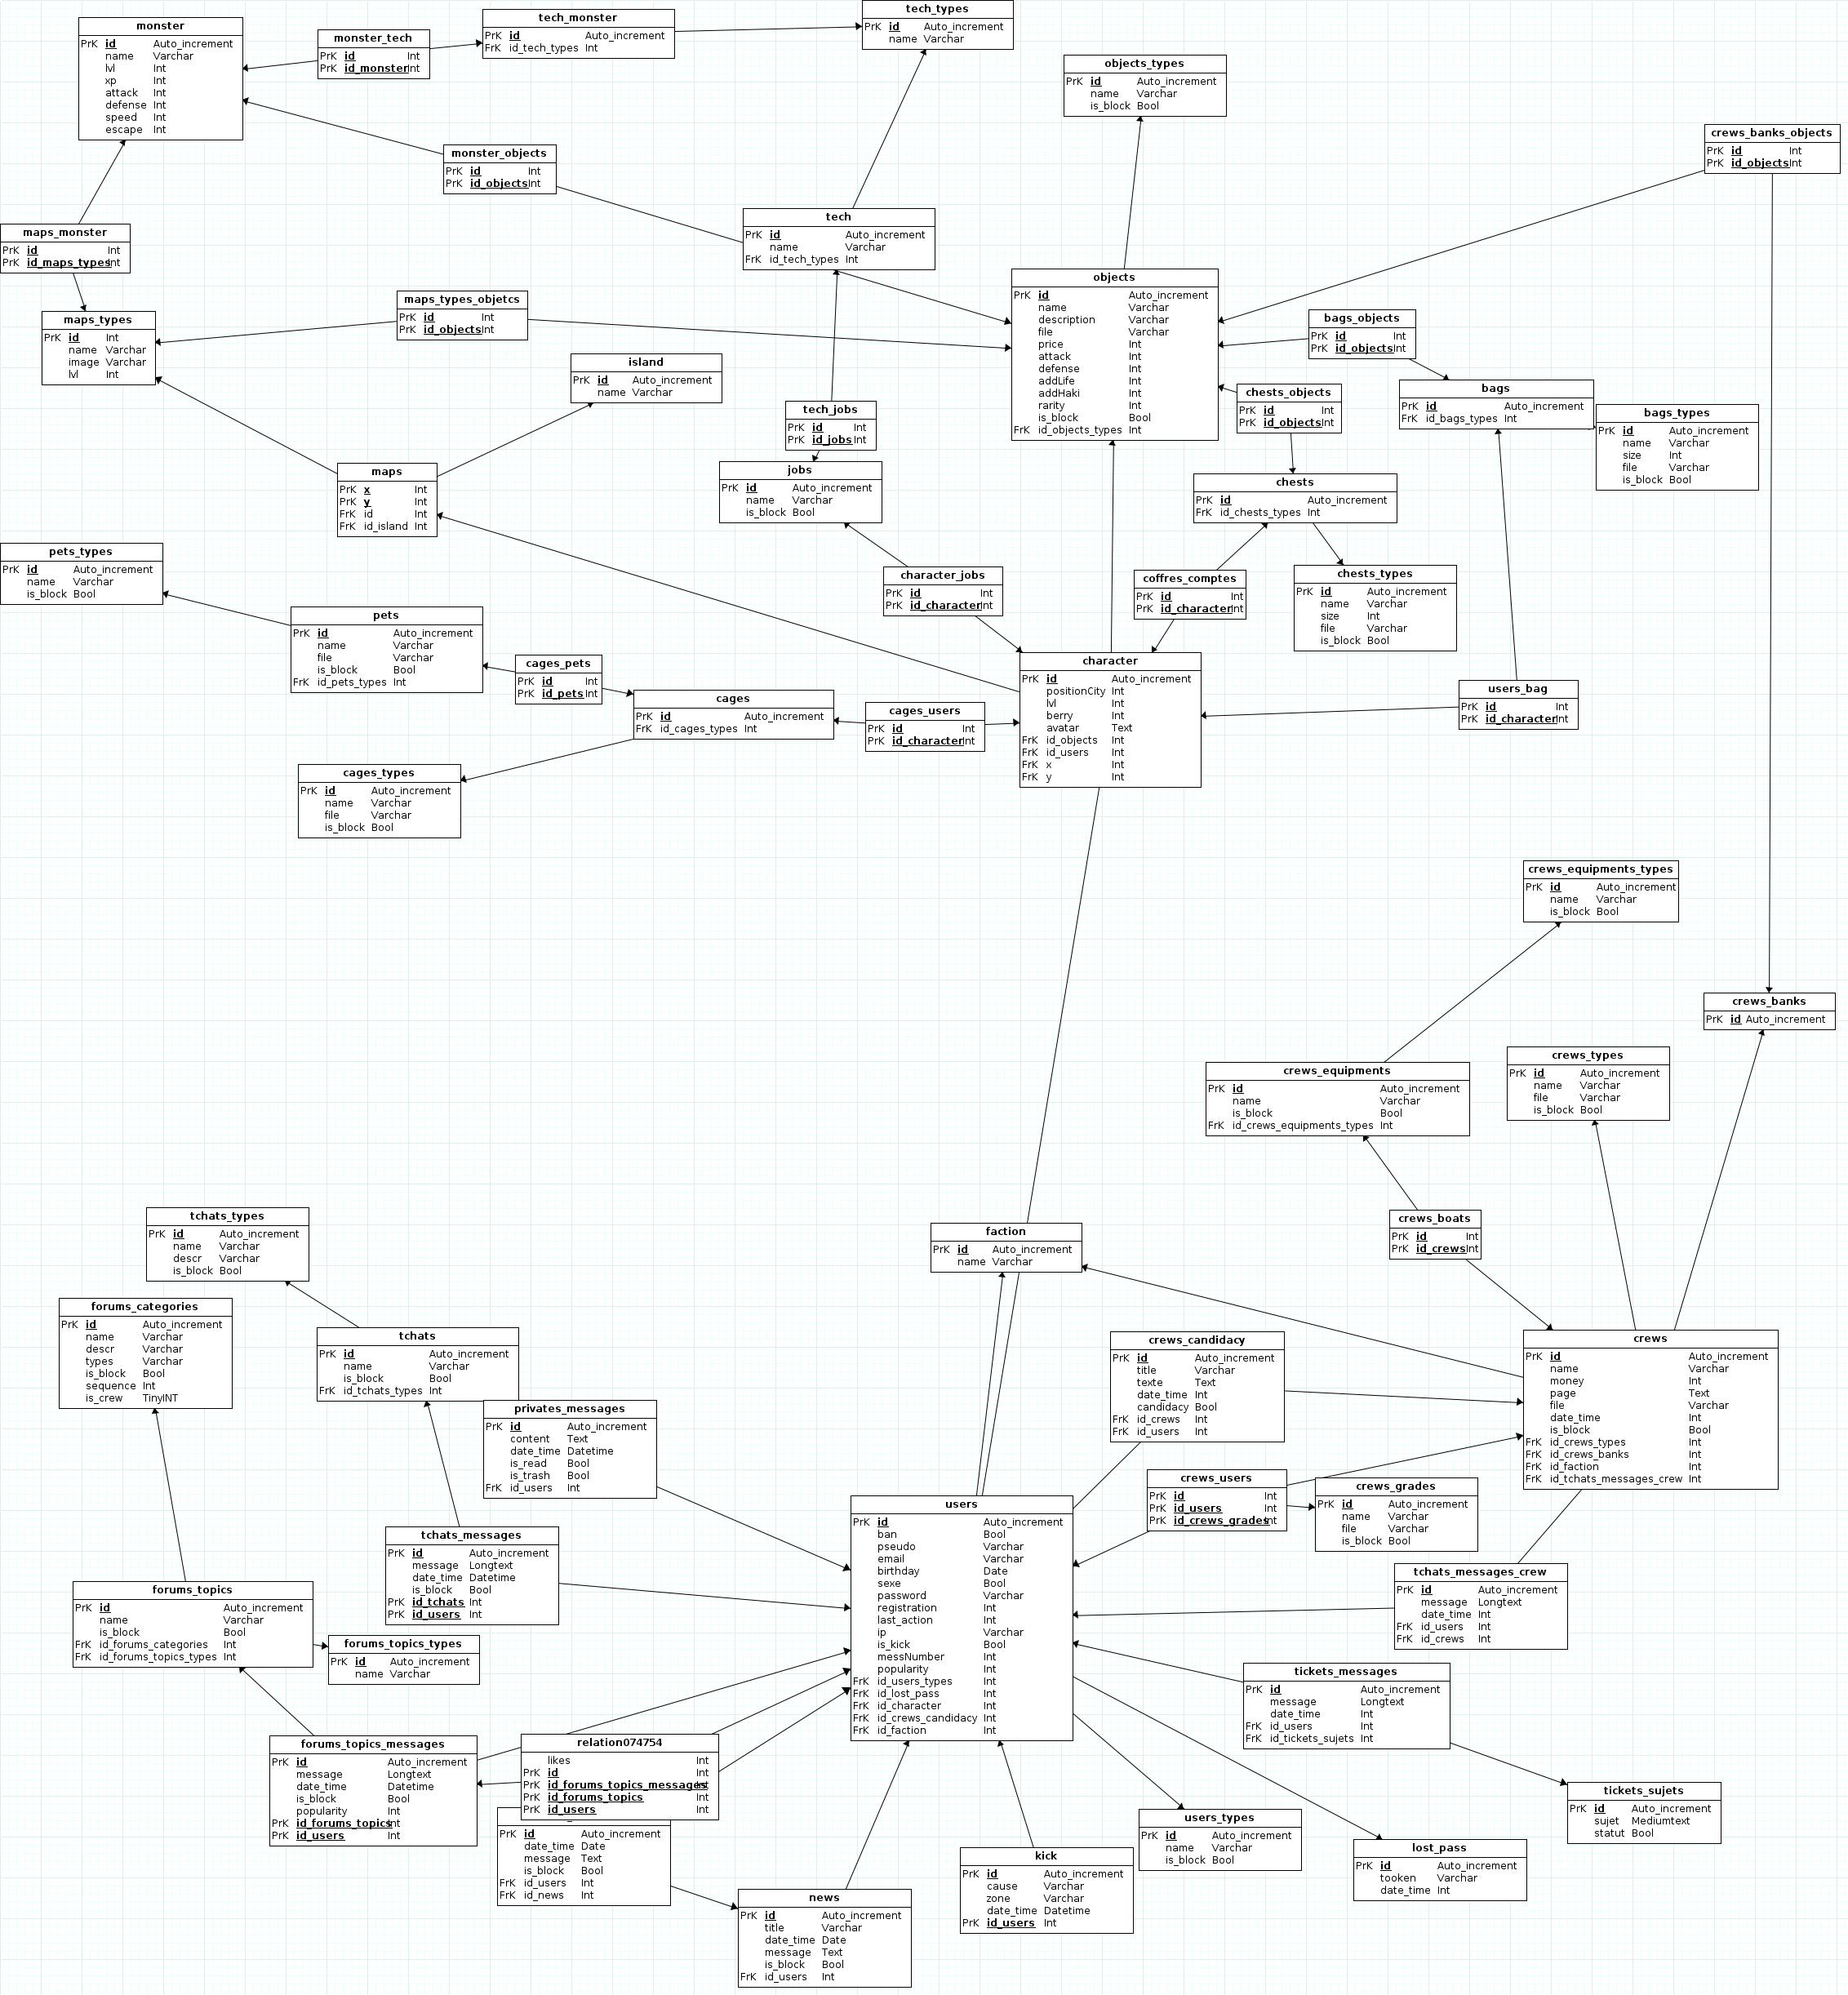 monster
PrK id Auto_increment
name Varchar
lvl Int
xp Int
attack Int
defense Int
speed Int
escape Int
monster_tech
PrK id Int
PrK id_monster Int
tech_monster
PrK id Auto_increment
FrK id_tech_types Int
tech_types
PrK id Auto_increment
name Varchar
objects_types
PrK id Auto_increment
name Varchar
is_block Bool
crews_banks_objects
PrK id Int
PrK id_objects Int
monster_objects
PrK id Int
PrK id_objects Int
tech
PrK id Auto_increment
name Varchar
FrK id_tech_types Int
maps_monster
PrK id Int
PrK id_maps_types Int
maps_types
PrK id Int
name Varchar
image Varchar
lvl Int
maps_types_objetcs
PrK id Int
PrK id_objects Int
island
PrK id Auto_increment
name Varchar
objects
PrK id Auto_increment
name Varchar
description Varchar
file Varchar
price Int
attack Int
defense Int
addLife Int
addHaki Int
rarity Int
is_block Bool
FrK id_objects_types Int
bags_objects
PrK id Int
PrK id_objects Int
chests_objects
PrK id Int
PrK id_objects Int
bags
PrK id Auto_increment
FrK id_bags_types Int
bags_types
PrK id Auto_increment
name Varchar
size Int
file Varchar
is_block Bool
tech_jobs
PrK id Int
PrK id_jobs Int
jobs
PrK id Auto_increment
name Varchar
is_block Bool
maps
PrK x Int
PrK y Int
FrK id Int
FrK id_island Int
chests
PrK id Auto_increment
FrK id_chests_types Int
pets_types
PrK id Auto_increment
name Varchar
is_block Bool
character_jobs
PrK id Int
PrK id_character Int
coffres_comptes
PrK id Int
PrK id_character Int
chests_types
PrK id Auto_increment
name Varchar
size Int
file Varchar
is_block Bool
pets
PrK id Auto_increment
name Varchar
file Varchar
is_block Bool
FrK id_pets_types Int
cages_pets
PrK id Int
PrK id_pets Int
cages
PrK id Auto_increment
FrK id_cages_types Int
cages_users
PrK id Int
PrK id_character Int
character
PrK id Auto_increment
positionCity Int
lvl Int
berry Int
avatar Text
FrK id_objects Int
FrK id_users Int
FrK x Int
FrK y Int
users_bag
PrK id Int
PrK id_character Int
cages_types
PrK id Auto_increment
name Varchar
file Varchar
is_block Bool
crews_equipments_types
PrK id Auto_increment
name Varchar
is_block Bool
crews_banks
PrK id Auto_increment
crews_types
PrK id Auto_increment
name Varchar
file Varchar
is_block Bool
crews_equipments
PrK id Auto_increment
name Varchar
is_block Bool
FrK id_crews_equipments_types Int
crews_boats
PrK id Int
PrK id_crews Int
tchats_types
PrK id Auto_increment
name Varchar
descr Varchar
is_block Bool
faction
PrK id Auto_increment
name Varchar
forums_categories
PrK id Auto_increment
name Varchar
descr Varchar
types Varchar
is_block Bool
sequence Int
is_crew TinyINT
tchats
PrK id Auto_increment
name Varchar
is_block Bool
FrK id_tchats_types Int
crews_candidacy
PrK id Auto_increment
title Varchar
texte Text
date_time Int
candidacy Bool
FrK id_crews Int
FrK id_users Int
crews
PrK id Auto_increment
name Varchar
money Int
page Text
file Varchar
date_time Int
is_block Bool
FrK id_crews_types Int
FrK id_crews_banks Int
FrK id_faction Int
FrK id_tchats_messages_crew Int
privates_messages
PrK id Auto_increment
content Text
date_time Datetime
is_read Bool
is_trash Bool
FrK id_users Int
crews_users
PrK id Int
PrK id_users Int
PrK id_crews_grades Int
crews_grades
PrK id Auto_increment
name Varchar
file Varchar
is_block Bool
users
PrK id Auto_increment
ban Bool
pseudo Varchar
email Varchar
birthday Date
sexe Bool
password Varchar
registration Int
last_action Int
ip Varchar
is_kick Bool
messNumber Int
popularity Int
FrK id_users_types Int
FrK id_lost_pass Int
FrK id_character Int
FrK id_crews_candidacy Int
FrK id_faction Int
tchats_messages
PrK id Auto_increment
message Longtext
date_time Datetime
is_block Bool
PrK id_tchats Int
PrK id_users Int
tchats_messages_crew
PrK id Auto_increment
message Longtext
date_time Int
FrK id_users Int
FrK id_crews Int
forums_topics
PrK id Auto_increment
name Varchar
is_block Bool
FrK id_forums_categories Int
FrK id_forums_topics_types Int
forums_topics_types
PrK id Auto_increment
name Varchar
tickets_messages
PrK id Auto_increment
message Longtext
date_time Int
FrK id_users Int
FrK id_tickets_sujets Int
forums_topics_messages
PrK id Auto_increment
message Longtext
date_time Datetime
is_block Bool
popularity Int
PrK id_forums_topics Int
PrK id_users Int
relation074754
likes Int
PrK id Int
PrK id_forums_topics_messages Int
PrK id_forums_topics Int
PrK id_users Int
PrK id Auto_increment
date_time Date
message Text
is_block Bool
FrK id_users Int
FrK id_news Int
tickets_sujets
PrK id Auto_increment
sujet Mediumtext
statut Bool
users_types
PrK id Auto_increment
name Varchar
is_block Bool
lost_pass
PrK id Auto_increment
tooken Varchar
date_time Int
kick
PrK id Auto_increment
cause Varchar
zone Varchar
date_time Datetime
PrK id_users Int
news
PrK id Auto_increment
title Varchar
date_time Date
message Text
is_block Bool
FrK id_users Int